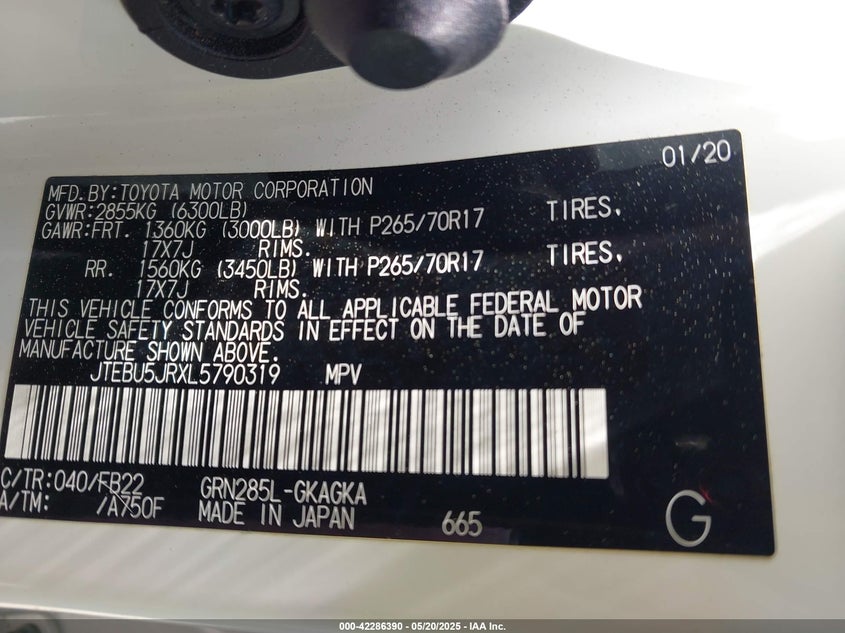 01/20
MFD.BY:TOYOTA MOTOR CORPORATION
GVWR:2855KG (6300LB)
GAWR:FRT. 1360KG (3000LB) WITH P265/70R17 TIRES,
17X7J RIMS.
RR. 1560KG (3450LB) WITH P265/70R17 TIRES,
17X7J RIMS.
THIS VEHICLE CONFORMS TO ALL APPLICABLE FEDERAL MOTOR
VEHICLE SAFETY STANDARDS IN EFFECT ON THE DATE OF
MANUFACTURE SHOWN ABOVE.
JTEBU5JRXL5790319 MPV
C/TR:040/FB22 GRN285L-GKAGKA
A/TM: /A750F MADE IN JAPAN 665
G
000-42286390 - 05/20/2025 - IAA Inc.